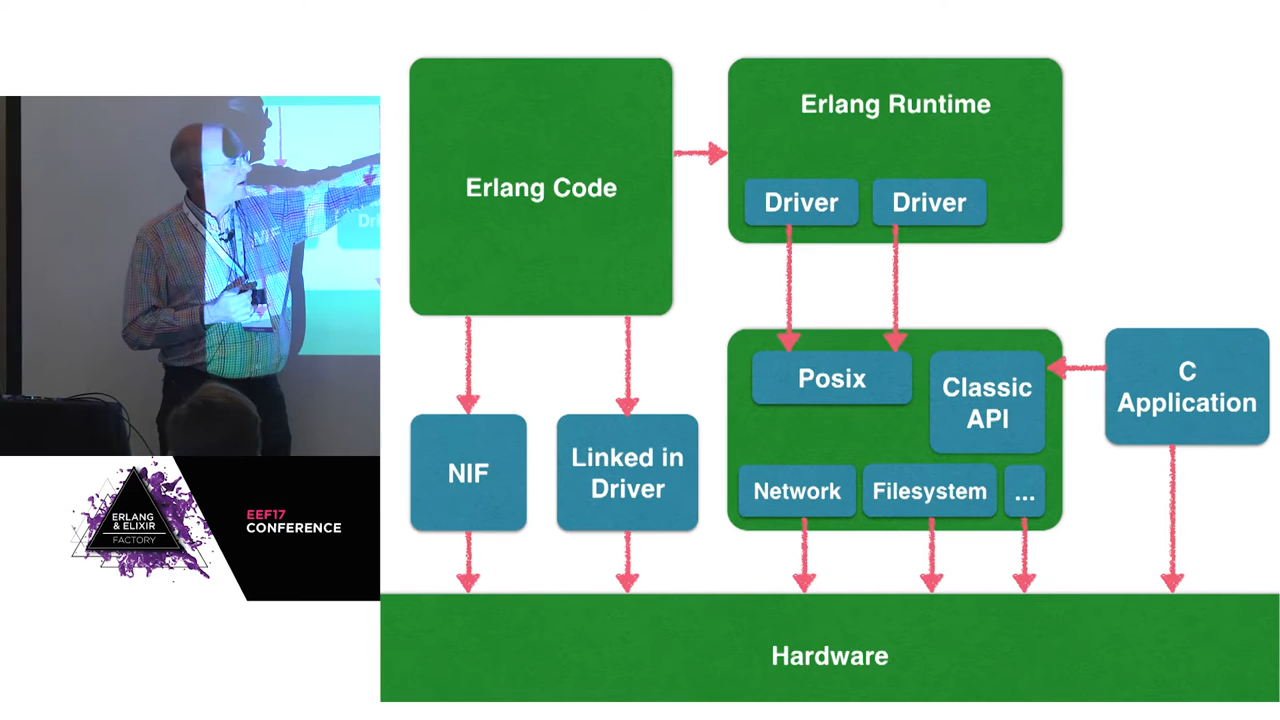 Erlang Code
Erlang Runtime
Driver
Driver
Posix
Classic
API
C
Application
NIF
Linked in
Driver
Network
Filesystem
...
Hardware
NIF
ERLANG
& ELIXIR
FACTORY
EEF17
CONFERENCE